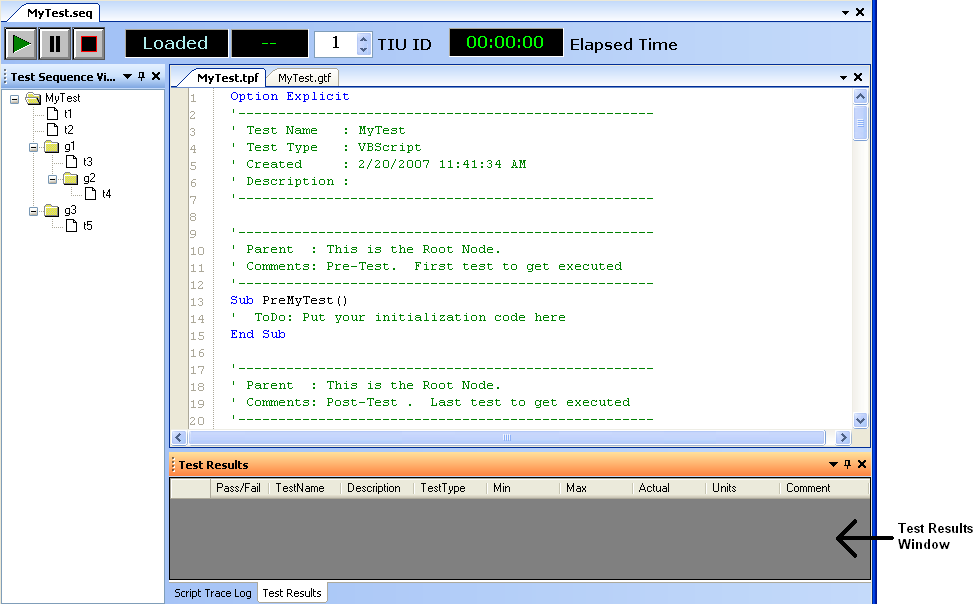 MyTest.seq
Loaded -- 1 TIU ID 00:00:00 Elapsed Time
Test Sequence Vi...
MyTest
t1
t2
g1
t3
g2
t4
g3
t5
MyTest.tpf MyTest.gtf
1 Option Explicit
2 '----------------------------------------------------
3 ' Test Name   : MyTest
4 ' Test Type   : VBScript
5 ' Created     : 2/20/2007 11:41:34 AM
6 ' Description :
7 '----------------------------------------------------
8
9 '----------------------------------------------------
10 ' Parent  : This is the Root Node.
11 ' Comments: Pre-Test.  First test to get executed
12 '----------------------------------------------------
13 Sub PreMyTest()
14 '  ToDo: Put your initialization code here
15 End Sub
16
17 '----------------------------------------------------
18 ' Parent  : This is the Root Node.
19 ' Comments: Post-Test .  Last test to get executed
20 '----------------------------------------------------
Test Results
Pass/Fail TestName Description TestType Min Max Actual Units Comment
Test Results
Window
Script Trace Log Test Results